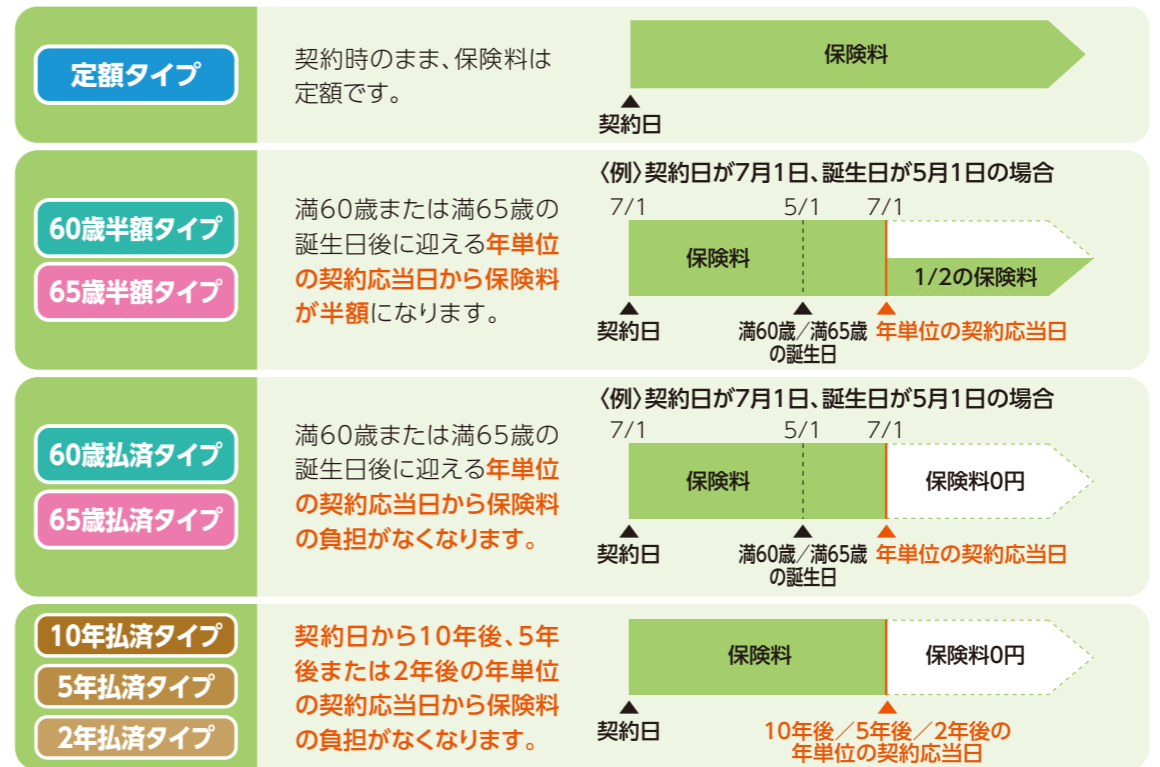 定額タイプ
契約時のまま、保険料は
定額です。
保険料
契約日
60歳半額タイプ
65歳半額タイプ
満60歳または満65歳の
誕生日後に迎える年単位
の契約応当日から保険料
が半額になります。
〈例〉契約日が7月1日、誕生日が5月1日の場合
7/1 5/1 7/1
保険料
1/2の保険料
契約日
満60歳／満65歳
の誕生日
年単位の契約応当日
60歳払済タイプ
65歳払済タイプ
満60歳または満65歳の
誕生日後に迎える年単位
の契約応当日から保険料
の負担がなくなります。
〈例〉契約日が7月1日、誕生日が5月1日の場合
7/1 5/1 7/1
保険料
保険料0円
契約日
満60歳／満65歳
の誕生日
年単位の契約応当日
10年払済タイプ
5年払済タイプ
2年払済タイプ
契約日から10年後、5年
後または2年後の年単位
の契約応当日から保険料
の負担がなくなります。
保険料
保険料0円
契約日
10年後／5年後／2年後の
年単位の契約応当日